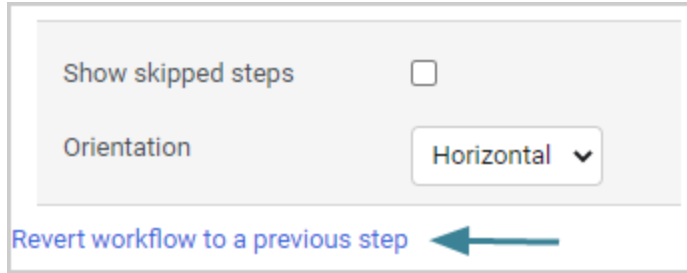 Show skipped steps
Orientation Horizontal
Revert workflow to a previous step